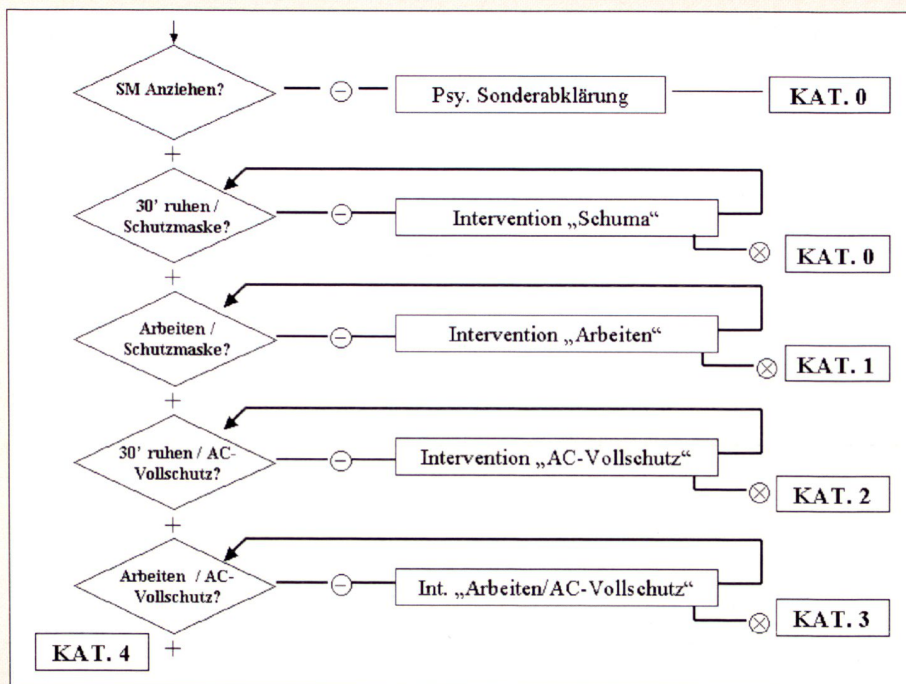 SM Anziehen?
Psy. Sonderabklärung
KAT. 0
30' ruhen /
Schutzmaske?
Intervention „Schuma“
KAT. 0
Arbeiten /
Schutzmaske?
Intervention „Arbeiten“
KAT. 1
30' ruhen / AC-
Vollschutz?
Intervention „AC-Vollschutz“
KAT. 2
Arbeiten / AC-
Vollschutz?
Int. „Arbeiten/AC-Vollschutz“
KAT. 3
KAT. 4